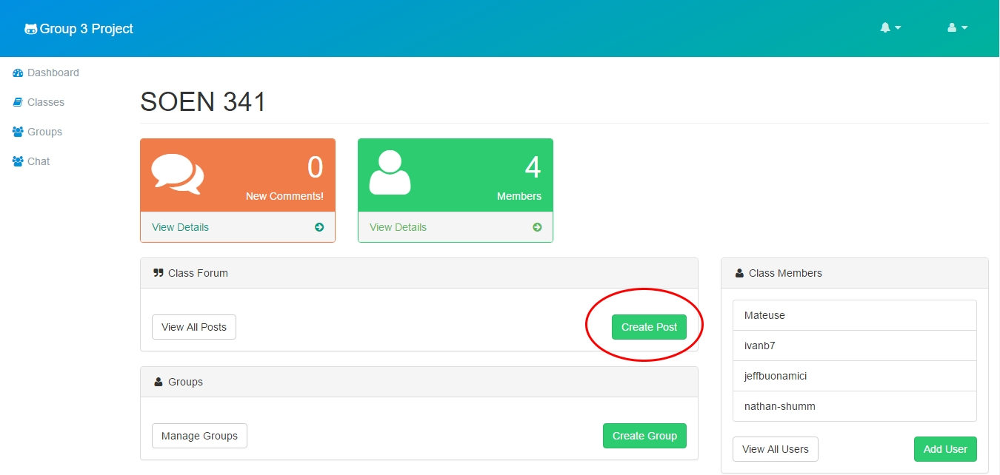 Group 3 Project
Dashboard
Classes
Groups
Chat
SOEN 341
0
New Comments!
View Details
4
Members
View Details
Class Forum
View All Posts
Create Post
Groups
Manage Groups
Create Group
Class Members
Mateuse
ivanb7
jeffbuonamici
nathan-shumm
View All Users
Add User